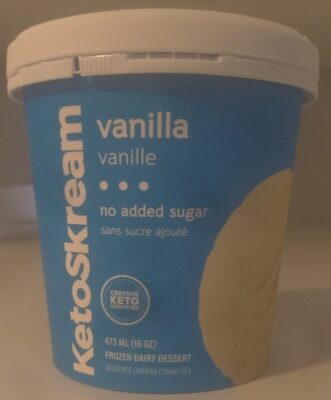 KetoSkream
vanilla
vanille
no added sugar
sans sucre ajouté
CERTIFIÉ
KETO
CERTIFIED
473 ML (16 OZ)
FROZEN DAIRY DESSERT
DESSERTS LAITIERS CONGELÉES